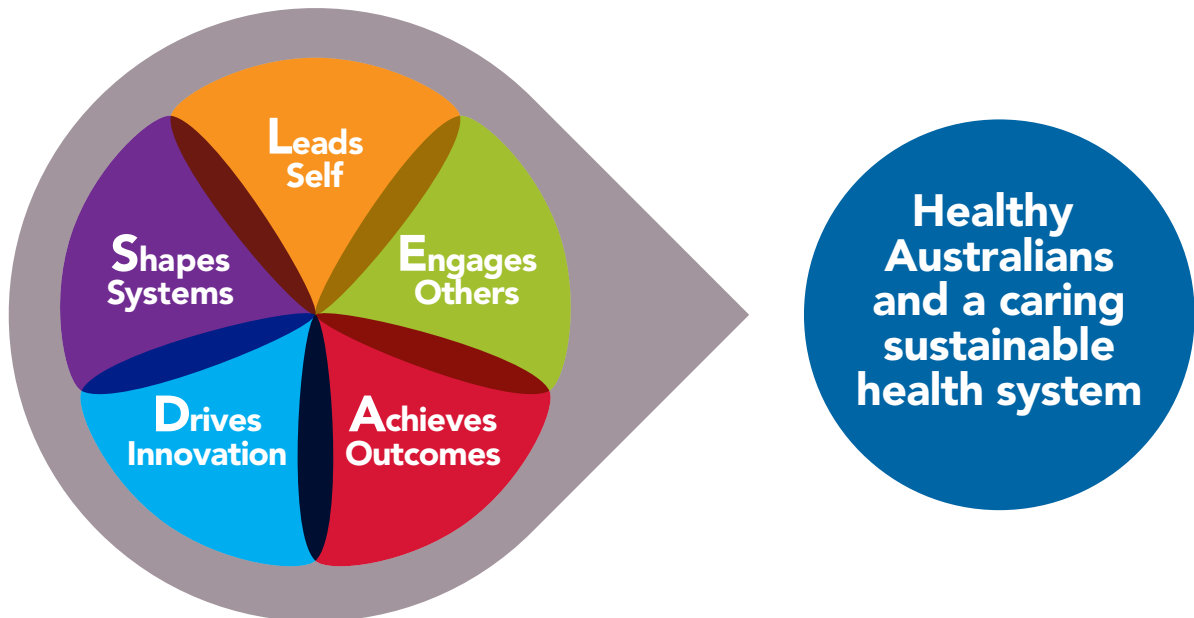 Leads
Self
Engages
Others
Achieves
Outcomes
Drives
Innovation
Shapes
Systems
Healthy
Australians
and a caring
sustainable
health system